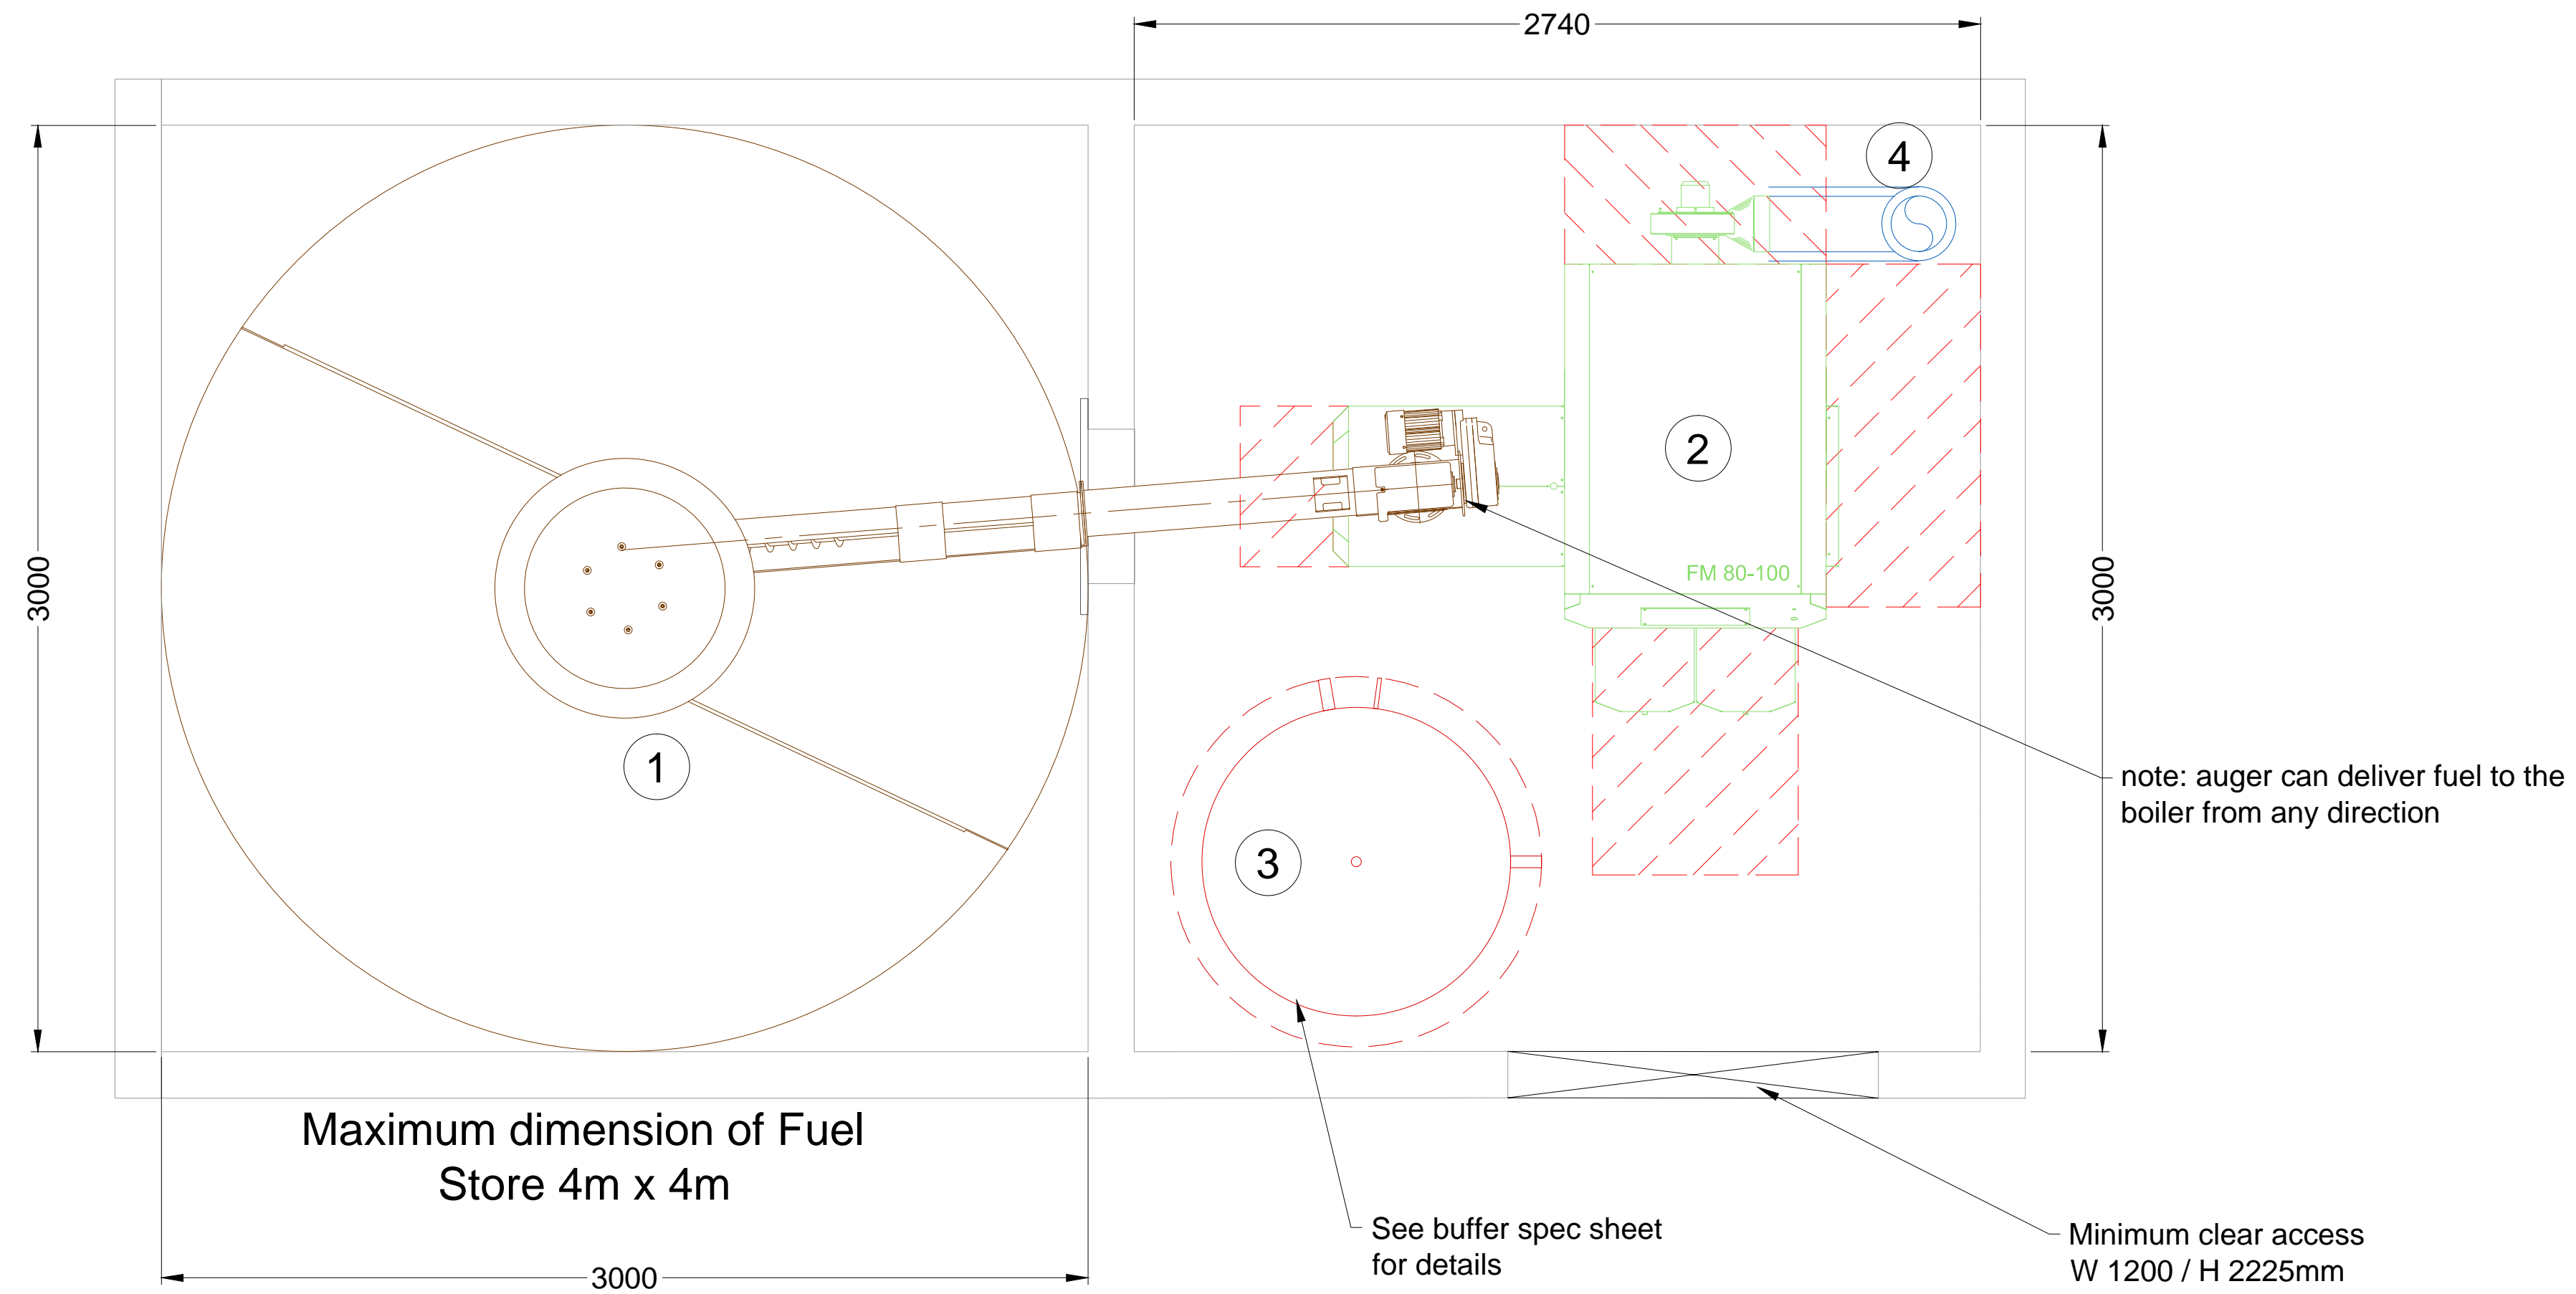 2740
4
3000
2
FM 80-100
3000
1
3
note: auger can deliver fuel to the
boiler from any direction
Maximum dimension of Fuel
Store 4m x 4m
See buffer spec sheet
for details
Minimum clear access
W 1200 / H 2225mm
3000